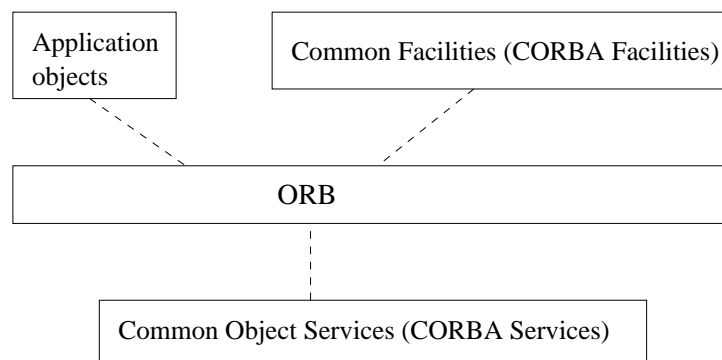 Application
objects
Common Facilities (CORBA Facilities)
ORB
Common Object Services (CORBA Services)